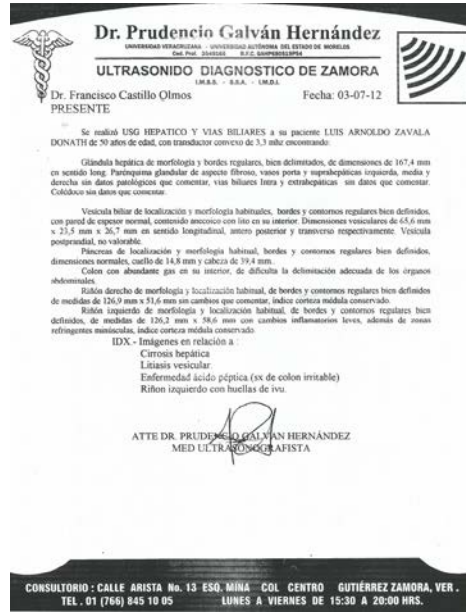 Dr. Prudencio Galván Hernández
UNIVERSIDAD VERACRUZANA - UNIVERSIDAD AUTÓNOMA DEL ESTADO DE MORELOS
Ced. Prof.
ULTRASONIDO DIAGNOSTICO DE ZAMORA
I.M.S.S. - S.S.A. - I.M.D.I.
Dr. Francisco Castillo Olmos Fecha: 03-07-12
PRESENTE
Se realizó USG HEPATICO Y VIAS BILIARES a su paciente LUIS ARNOLDO ZAVALA
DONATH de 50 años de edad, con transductor convexo de 3,3 mhz encontrando:
Glándula hepática de morfología y bordes regulares, bien delimitados, de dimensiones de 167,4 mm
en sentido long. Parénquima glandular de aspecto fibroso, vasos porta y suprahepáticas izquierda, media y
derecha sin datos patológicos que comentar, vias biliares Intra y extrahepáticas sin datos que comentar.
Colédoco sin datos que comentar.
Vesícula biliar de localización y morfología habituales, bordes y contornos regulares bien definidos,
con pared de espesor normal, contenido anecoico con lito en su interior. Dimensiones vesiculares de 65,6 mm
x 23,5 mm x 26,7 mm en sentido longitudinal, antero posterior y transverso respectivamente. Vesícula
postprandial, no valorable.
Páncreas de localización y morfología habitual, bordes y contornos regulares bien definidos,
dimensiones normales, cuello de 14,8 mm y cabeza de 39,4 mm.
Colon con abundante gas en su interior, de dificulta la delimitación adecuada de los órganos
abdominales.
Riñón derecho de morfología y localización habitual, de bordes y contornos regulares bien definidos
de medidas de 126,9 mm x 51,6 mm sin cambios que comentar, índice corteza médula conservado.
Riñón izquierdo de morfología y localización habitual, de bordes y contornos regulares bien
definidos, de medidas de 126,2 mm x 58,6 mm con cambios inflamatorios leves, además de zonas
refringentes minúsculas, índice corteza médula conservado.
IDX.- Imágenes en relación a :
Cirrosis hepática
Litiasis vesicular.
Enfermedad ácido péptica.(sx de colon irritable)
Riñon izquierdo con huellas de ivu.
ATTE DR. PRUDENCIO GALVAN HERNÁNDEZ
MED ULTRASONOGRAFISTA
CONSULTORIO : CALLE ARISTA No. 13 ESQ. MINA COL CENTRO GUTIÉRREZ ZAMORA, VER.
TEL. 01 (766) 845 10 05 LUNES A VIERNES DE 15:30 A 20:00 HRS.